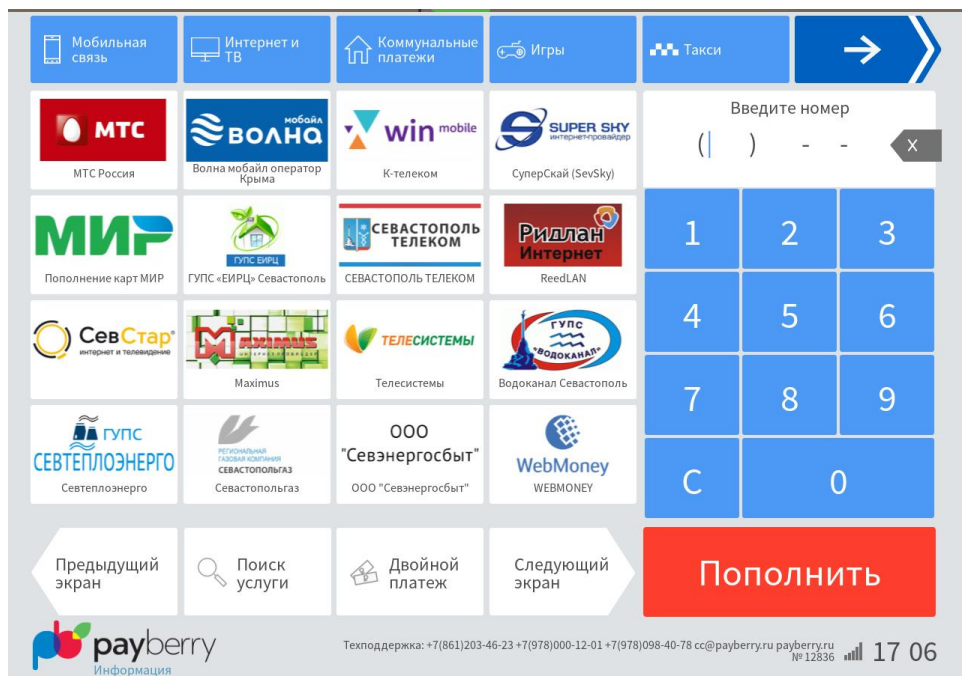 Мобильная
связь
Интернет и
ТВ
Коммунальные
платежи
Игры
Такси
МТС
МТС Россия
мобайл
ВОЛНА
Волна мобайл оператор
Крыма
win mobile
К-телеком
SUPER SKY
интернет-провайдер
СуперСкай (SevSky)
Введите номер
( ) - -
X
МИР
Пополнение карт МИР
ГУПС ЕИРЦ
ГУПС «ЕИРЦ» Севастополь
СЕВАСТОПОЛЬ
ТЕЛЕКОМ
СЕВАСТОПОЛЬ ТЕЛЕКОМ
Ридлан
Интернет
ReedLAN
1 2 3
СевСтар
интернет и телевидение
MAXIMUS
ИНТЕРНЕТ-ПРОВАЙДЕР
Maximus
ТЕЛЕСИСТЕМЫ
Телесистемы
ГУПС
"ВОДОКАНАЛ"
Водоканал Севастополь
4 5 6
7 8 9
ГУПС
СЕВТЕПЛОЭНЕРГО
Севтеплоэнерго
РЕГИОНАЛЬНАЯ
ГАЗОВАЯ КОМПАНИЯ
СЕВАСТОПОЛЬГАЗ
Севастопольгаз
ООО
"Севэнергосбыт"
ООО "Севэнергосбыт"
WebMoney
WEBMONEY
C 0
Предыдущий
экран
Поиск
услуги
Двойной
платеж
Следующий
экран
Пополнить
payberry
Информация
Техподдержка: +7(861)203-46-23 +7(978)000-12-01 +7(978)098-40-78 cc@payberry.ru payberry.ru
№ 12836
17 06